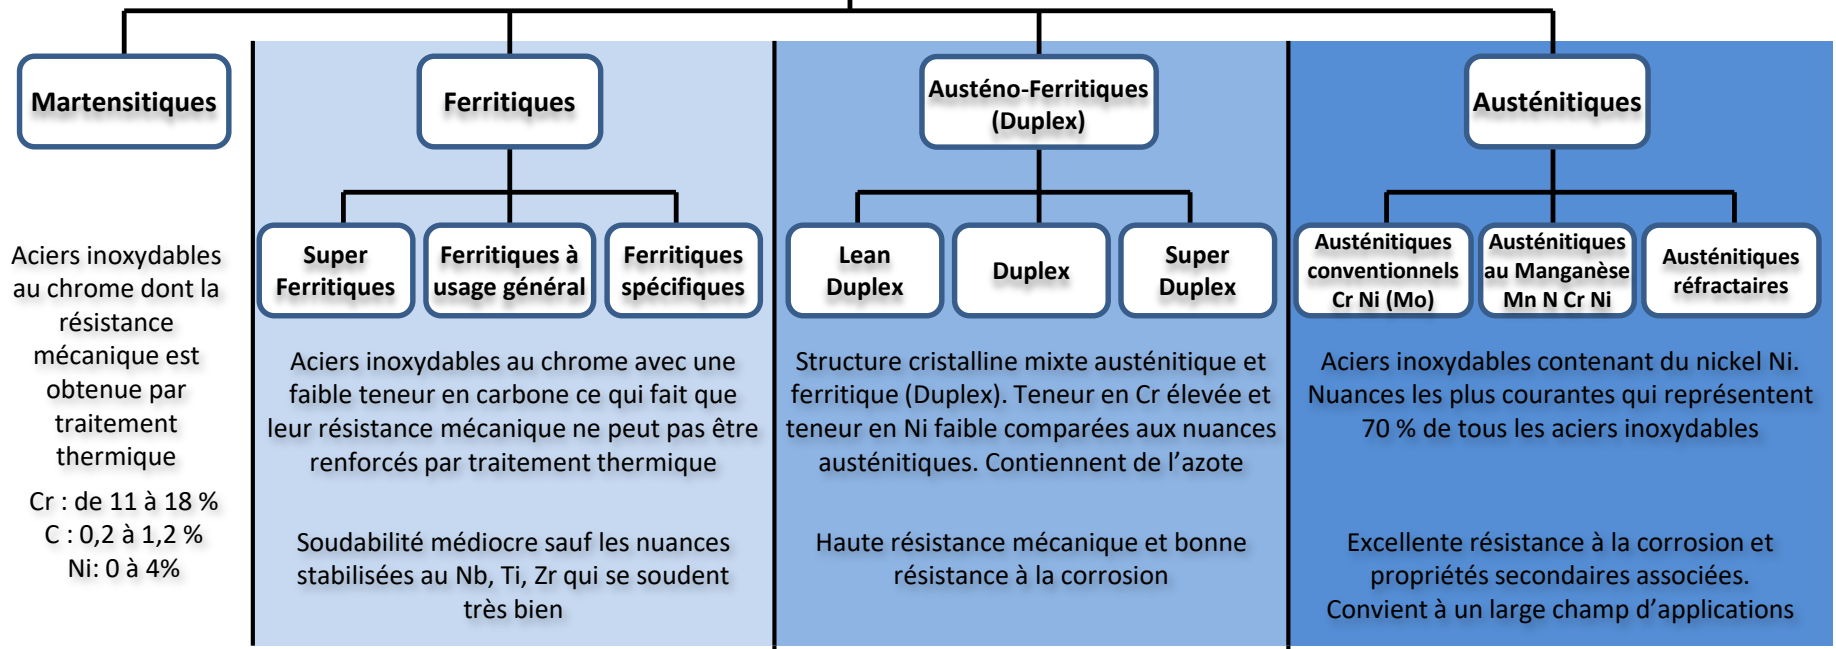 Martensitiques
Aciers inoxydables
au chrome dont la
résistance
mécanique est
obtenue par
traitement
thermique
Cr : de 11 à 18 %
C : 0,2 à 1,2 %
Ni: 0 à 4%
Ferritiques
Super
Ferritiques
Ferritiques à
usage général
Ferritiques
spécifiques
Aciers inoxydables au chrome avec une
faible teneur en carbone ce qui fait que
leur résistance mécanique ne peut pas être
renforcés par traitement thermique
Soudabilité médiocre sauf les nuances
stabilisées au Nb, Ti, Zr qui se soudent
très bien
Austéno-Ferritiques
(Duplex)
Lean
Duplex
Duplex
Super
Duplex
Structure cristalline mixte austénitique et
ferritique (Duplex). Teneur en Cr élevée et
teneur en Ni faible comparées aux nuances
austénitiques. Contiennent de l’azote
Haute résistance mécanique et bonne
résistance à la corrosion
Austénitiques
Austénitiques
conventionnels
Cr Ni (Mo)
Austénitiques
au Manganèse
Mn N Cr Ni
Austénitiques
réfractaires
Aciers inoxydables contenant du nickel Ni.
Nuances les plus courantes qui représentent
70 % de tous les aciers inoxydables
Excellente résistance à la corrosion et
propriétés secondaires associées.
Convient à un large champ d’applications